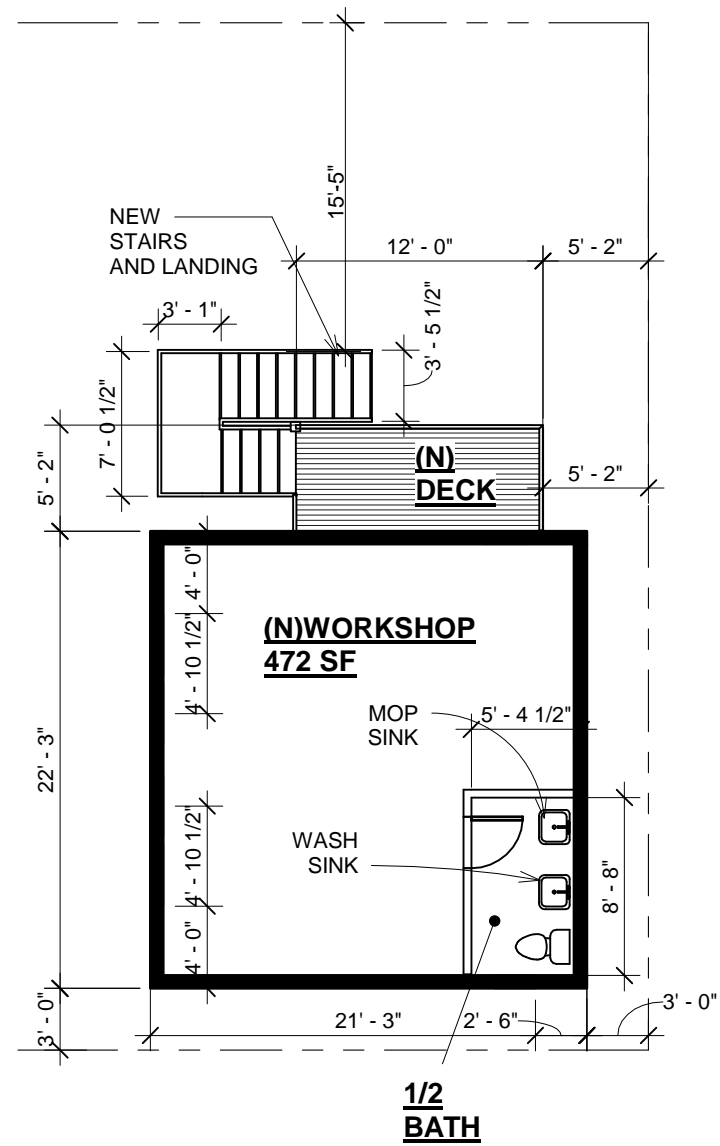 15'-5"
NEW
STAIRS
AND LANDING
12' - 0"
5' - 2"
3' - 1"
3' - 5 1/2"
7' - 0 1/2"
5' - 2"
(N)
DECK
5' - 2"
4' - 0"
(N)WORKSHOP
472 SF
4' - 10 1/2"
MOP
SINK
5' - 4 1/2"
22' - 3"
WASH
SINK
4' - 10 1/2"
8' - 8"
4' - 0"
3' - 0"
21' - 3"
2' - 6"
3' - 0"
1/2
BATH